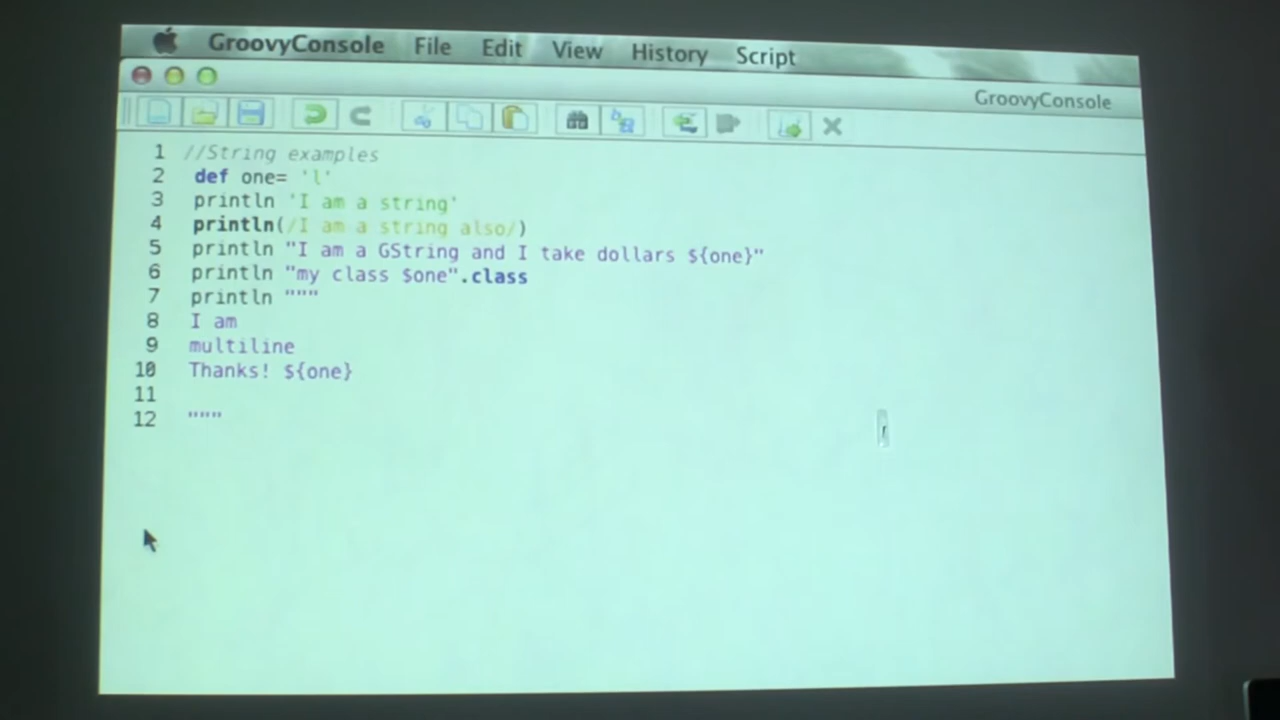 GroovyConsole File Edit View History Script
GroovyConsole
1 //String examples
2 def one= 'l'
3 println 'I am a string'
4 println(/I am a string also/)
5 println "I am a GString and I take dollars ${one}"
6 println "my class $one".class
7 println """
8 I am
9 multiline
10 Thanks! ${one}
11
12 """